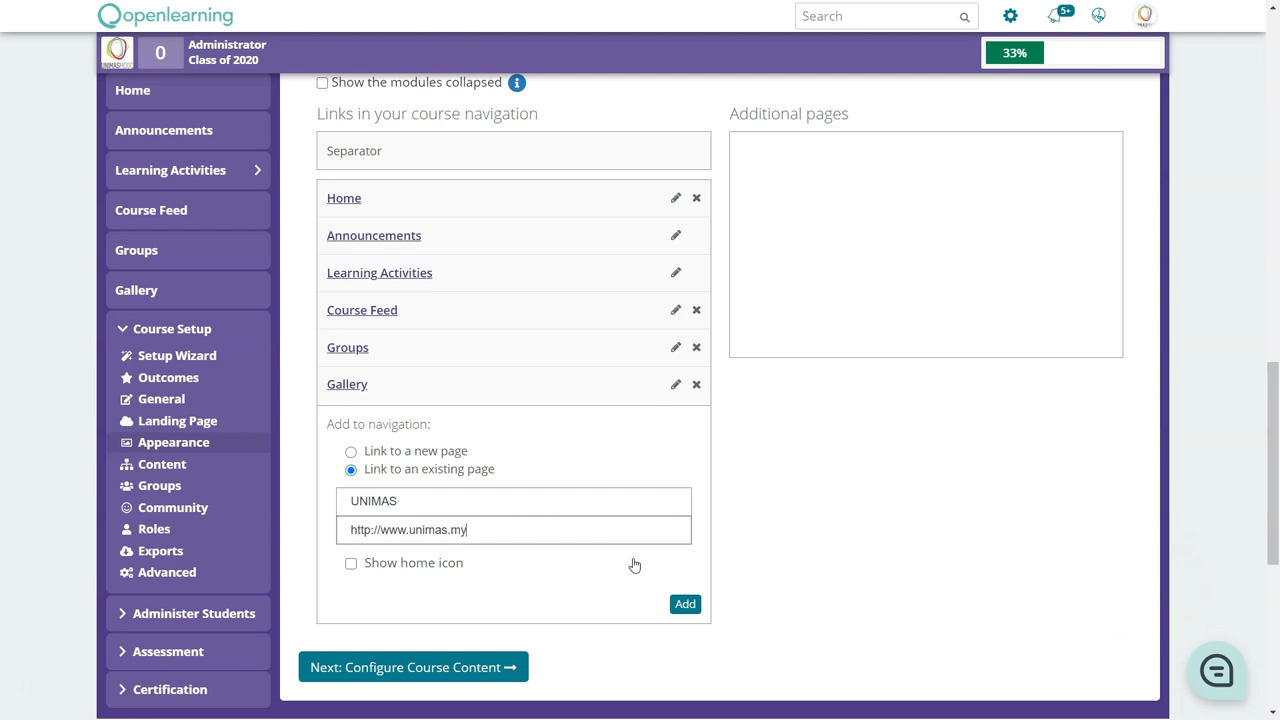 openlearning
Search
5+
UNIMAS MOOC
0
Administrator
Class of 2020
33%
Home
Announcements
Learning Activities
Course Feed
Groups
Gallery
Course Setup
Setup Wizard
Outcomes
General
Landing Page
Appearance
Content
Groups
Community
Roles
Exports
Advanced
Administer Students
Assessment
Certification
Show the modules collapsed
Links in your course navigation
Separator
Home
Announcements
Learning Activities
Course Feed
Groups
Gallery
Add to navigation:
Link to a new page
Link to an existing page
UNIMAS
http://www.unimas.my
Show home icon
Add
Next: Configure Course Content
Additional pages